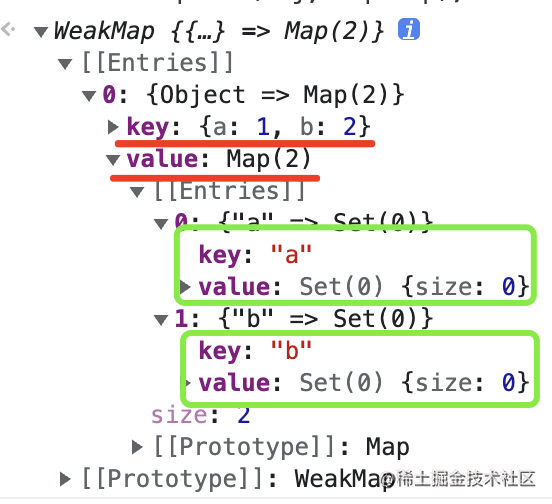 WeakMap {{…} => Map(2)} i
[[Entries]]
0: {Object => Map(2)}
key: {a: 1, b: 2}
value: Map(2)
[[Entries]]
0: {"a" => Set(0)}
key: "a"
value: Set(0) {size: 0}
1: {"b" => Set(0)}
key: "b"
value: Set(0) {size: 0}
size: 2
[[Prototype]]: Map
[[Prototype]]: WeakMap
@稀土掘金技术社区